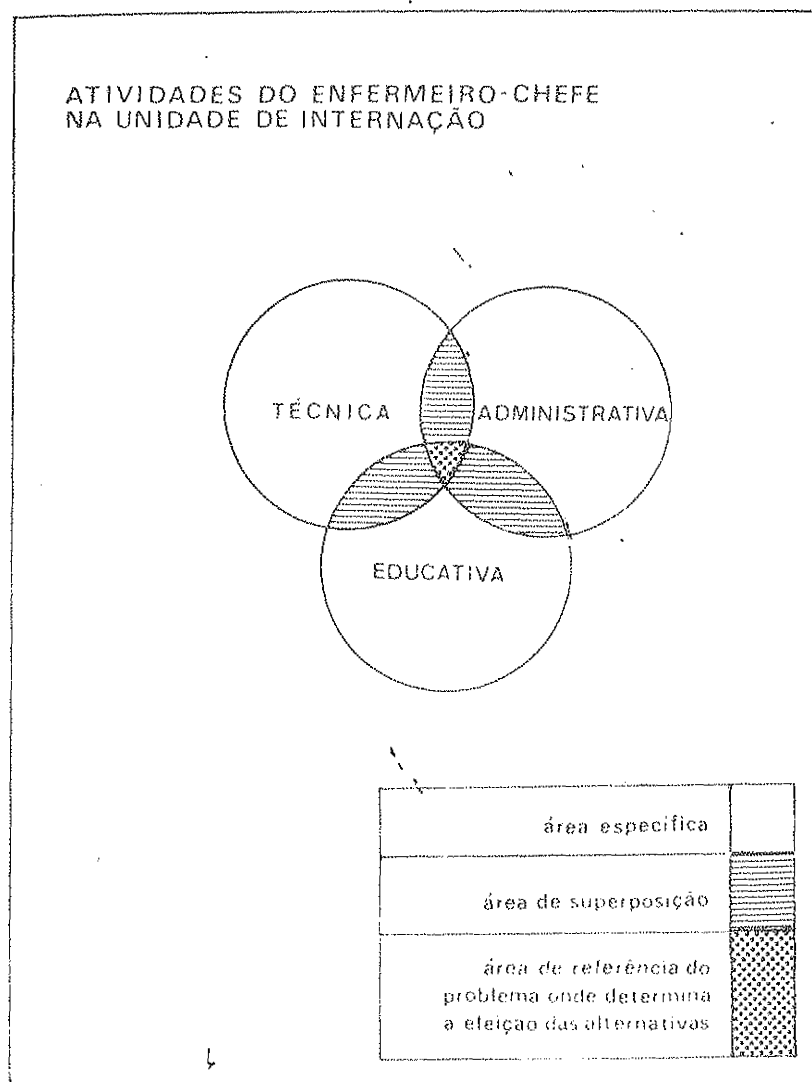 ATIVIDADES DO ENFERMEIRO-CHEFE
NA UNIDADE DE INTERNAÇÃO
TÉCNICA
ADMINISTRATIVA
EDUCATIVA
área específica
área de superposição
área de referência do
problema onde determina
a eleição das alternativas